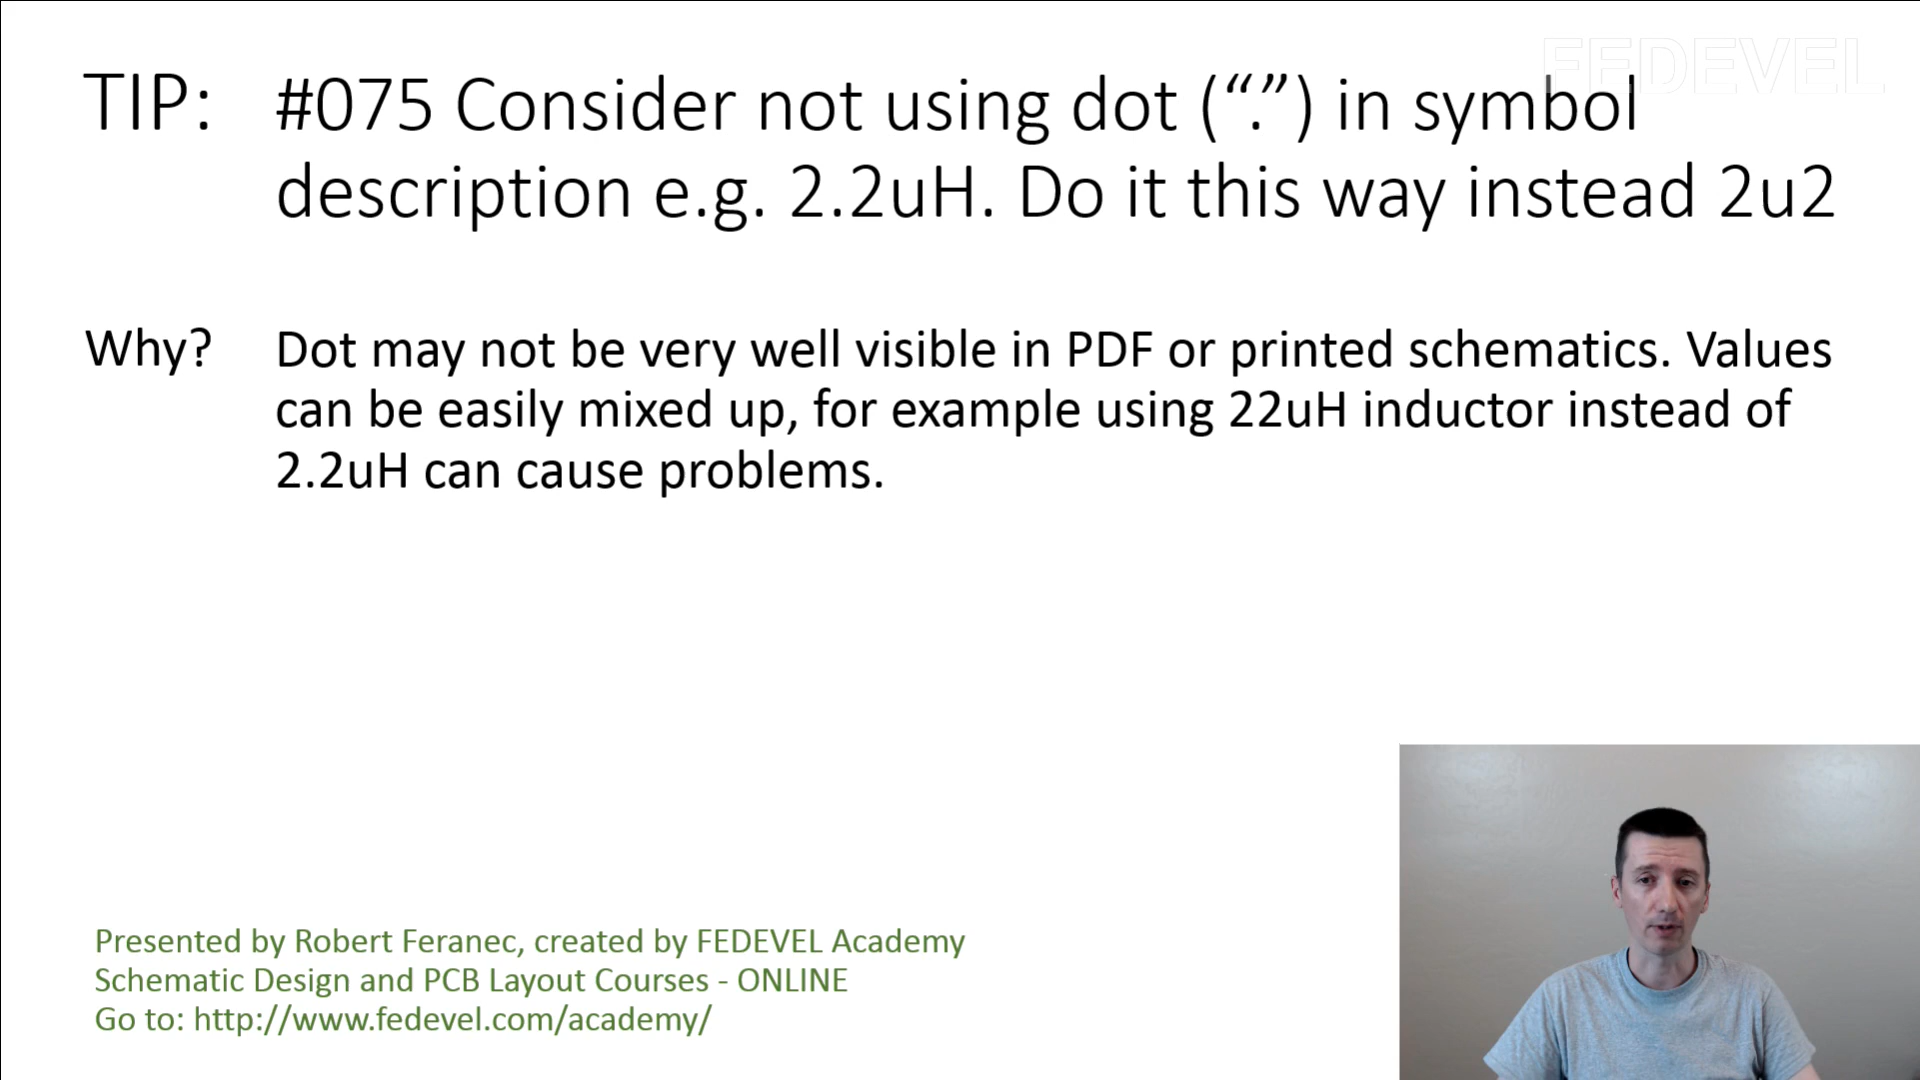 FEDEVEL
TIP: #075 Consider not using dot (“.”) in symbol
description e.g. 2.2uH. Do it this way instead 2u2
Why? Dot may not be very well visible in PDF or printed schematics. Values
can be easily mixed up, for example using 22uH inductor instead of
2.2uH can cause problems.
Presented by Robert Feranec, created by FEDEVEL Academy
Schematic Design and PCB Layout Courses - ONLINE
Go to: http://www.fedevel.com/academy/